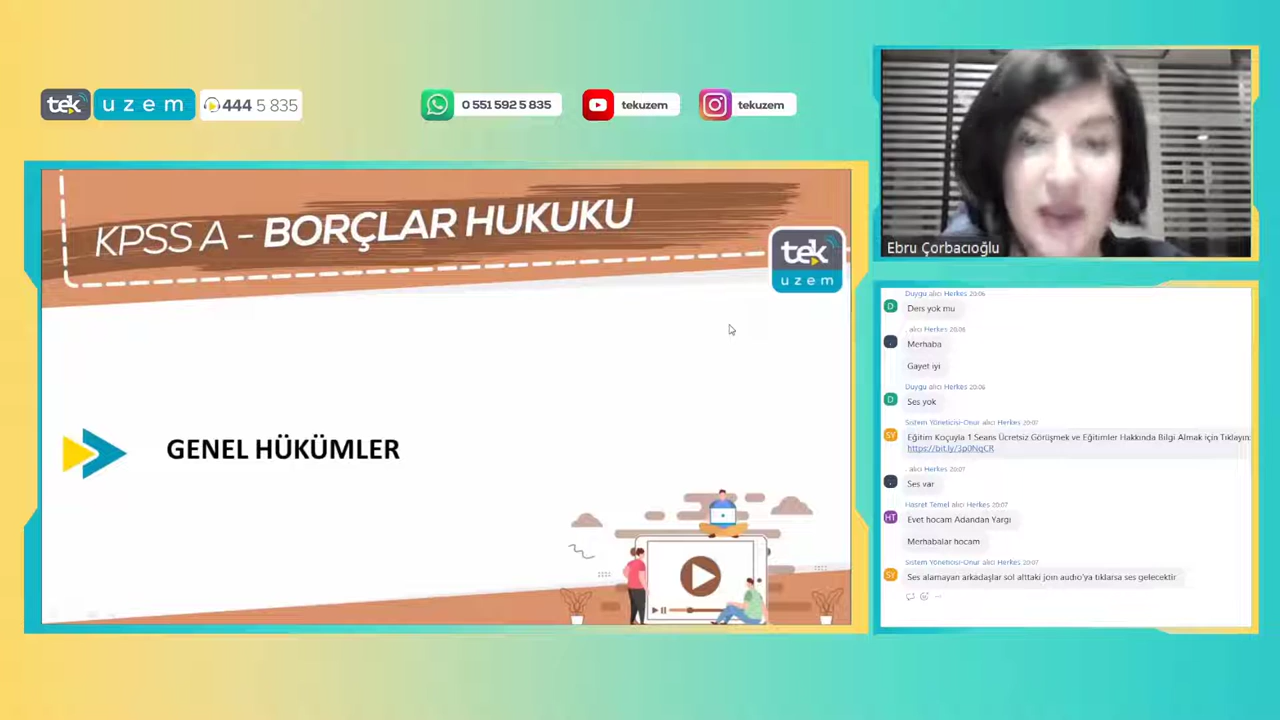 tek uzem 444 5 835
0 551 592 5 835
tekuzem
tekuzem
KPSS A - BORÇLAR HUKUKU
tek
uzem
GENEL HÜKÜMLER
Ebru Çorbacıoğlu
Duygu alıcı Herkes 20:06
D
Ders yok mu
. alıcı Herkes 20:06
Merhaba
Gayet iyi
Duygu alıcı Herkes 20:06
D
Ses yok
Sistem Yöneticisi-Onur alıcı Herkes 20:07
SY
Eğitim Koçuyla 1 Seans Ücretsiz Görüşmek ve Eğitimler Hakkında Bilgi Almak için Tıklayın:
https://bit.ly/3p0NqCR
. alıcı Herkes 20:07
Ses var
Hasret Temel alıcı Herkes 20:07
HT
Evet hocam Adandan Yargı
Merhabalar hocam
Sistem Yöneticisi-Onur alıcı Herkes 20:07
SY
Ses alamayan arkadaşlar sol alttaki join audio'ya tıklarsa ses gelecektir